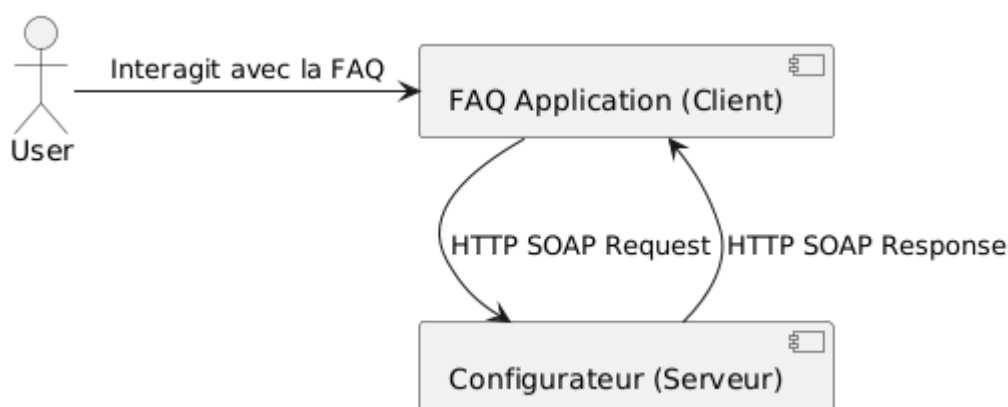 Interagit avec la FAQ
User
FAQ Application (Client)
HTTP SOAP Request
HTTP SOAP Response
Configurateur (Serveur)